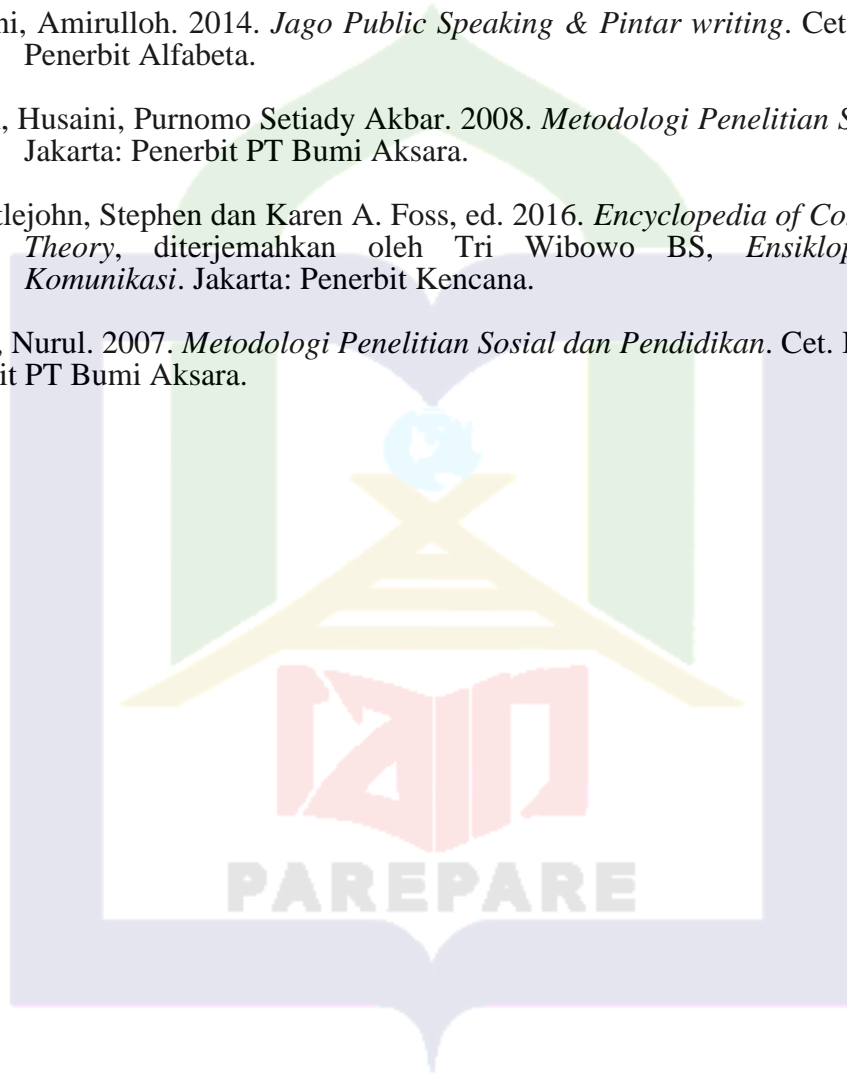 ni, Amirulloh. 2014. Jago Public Speaking & Pintar writing. Cet
Penerbit Alfabeta.
, Husaini, Purnomo Setiady Akbar. 2008. Metodologi Penelitian S
Jakarta: Penerbit PT Bumi Aksara.
tlejohn, Stephen dan Karen A. Foss, ed. 2016. Encyclopedia of Co
Theory, diterjemahkan oleh Tri Wibowo BS, Ensiklop
Komunikasi. Jakarta: Penerbit Kencana.
, Nurul. 2007. Metodologi Penelitian Sosial dan Pendidikan. Cet. I
it PT Bumi Aksara.
iain
PAREPARE